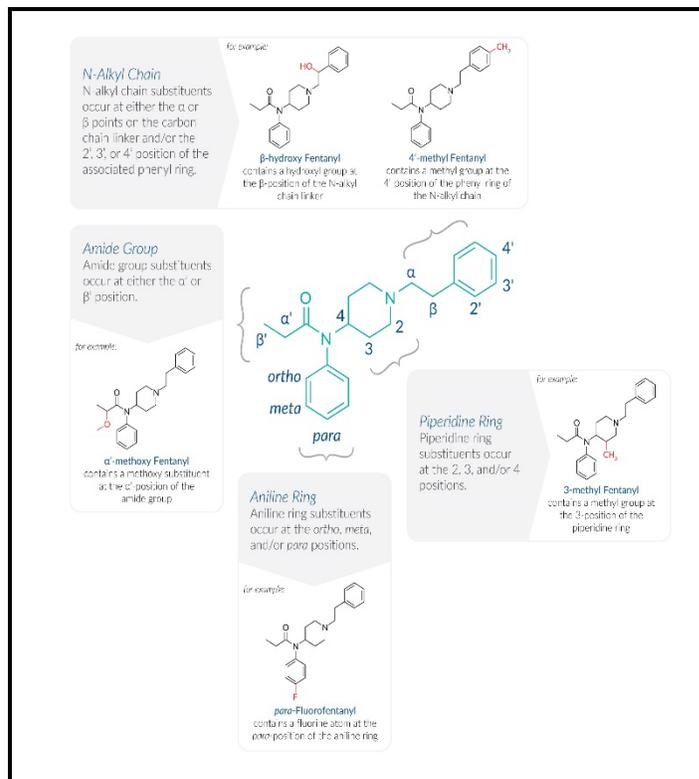 for example:
N-Alkyl Chain
N-alkyl chain substituents
occur at either the α or
β points on the carbon
chain linker and/or the
2', 3', or 4' position of the
associated phenyl ring.
HO
N
O
N
β-hydroxy Fentanyl
contains a hydroxyl group at
the β-position of the N-alkyl
chain linker
CH3
N
O
N
4'-methyl Fentanyl
contains a methyl group at the
4' position of the phenyl ring of
the N-alkyl chain
Amide Group
Amide group substituents
occur at either the α' or
β' position.
for example:
O
N
N
O
α'-methoxy Fentanyl
contains a methoxy substituent
at the α'-position of the
amide group
4'
3'
2'
α
β
N
O
α'
β'
4
2
3
N
ortho
meta
para
for example:
Piperidine Ring
Piperidine ring
substituents occur
at the 2, 3, and/or 4
positions.
N
O
N
CH3
3-methyl Fentanyl
contains a methyl group at
the 3-position of the
piperidine ring
Aniline Ring
Aniline ring substituents
occur at the ortho, meta,
and/or para positions.
for example:
N
O
N
F
para-Fluorofentanyl
contains a fluorine atom at the
para-position of the aniline ring